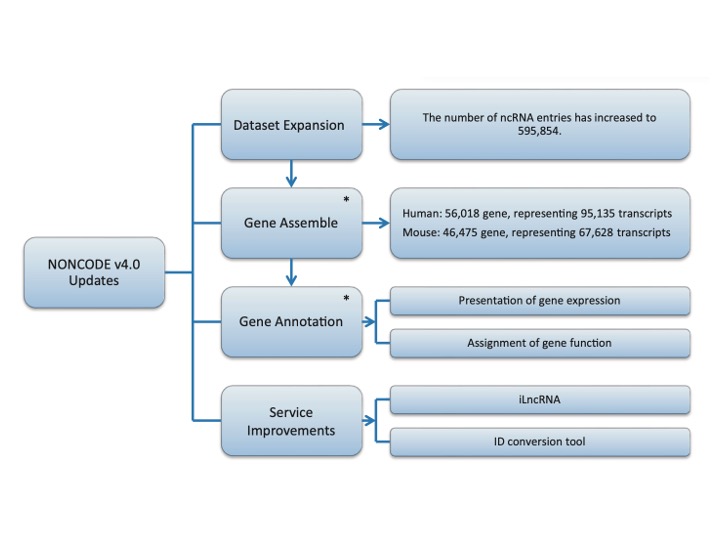 Dataset Expansion
The number of ncRNA entries has increased to
595,854.
*
Gene Assemble
Human: 56,018 gene, representing 95,135 transcripts
Mouse: 46,475 gene, representing 67,628 transcripts
NONCODE v4.0
Updates
*
Gene Annotation
Presentation of gene expression
Assignment of gene function
Service
Improvements
iLncRNA
ID conversion tool